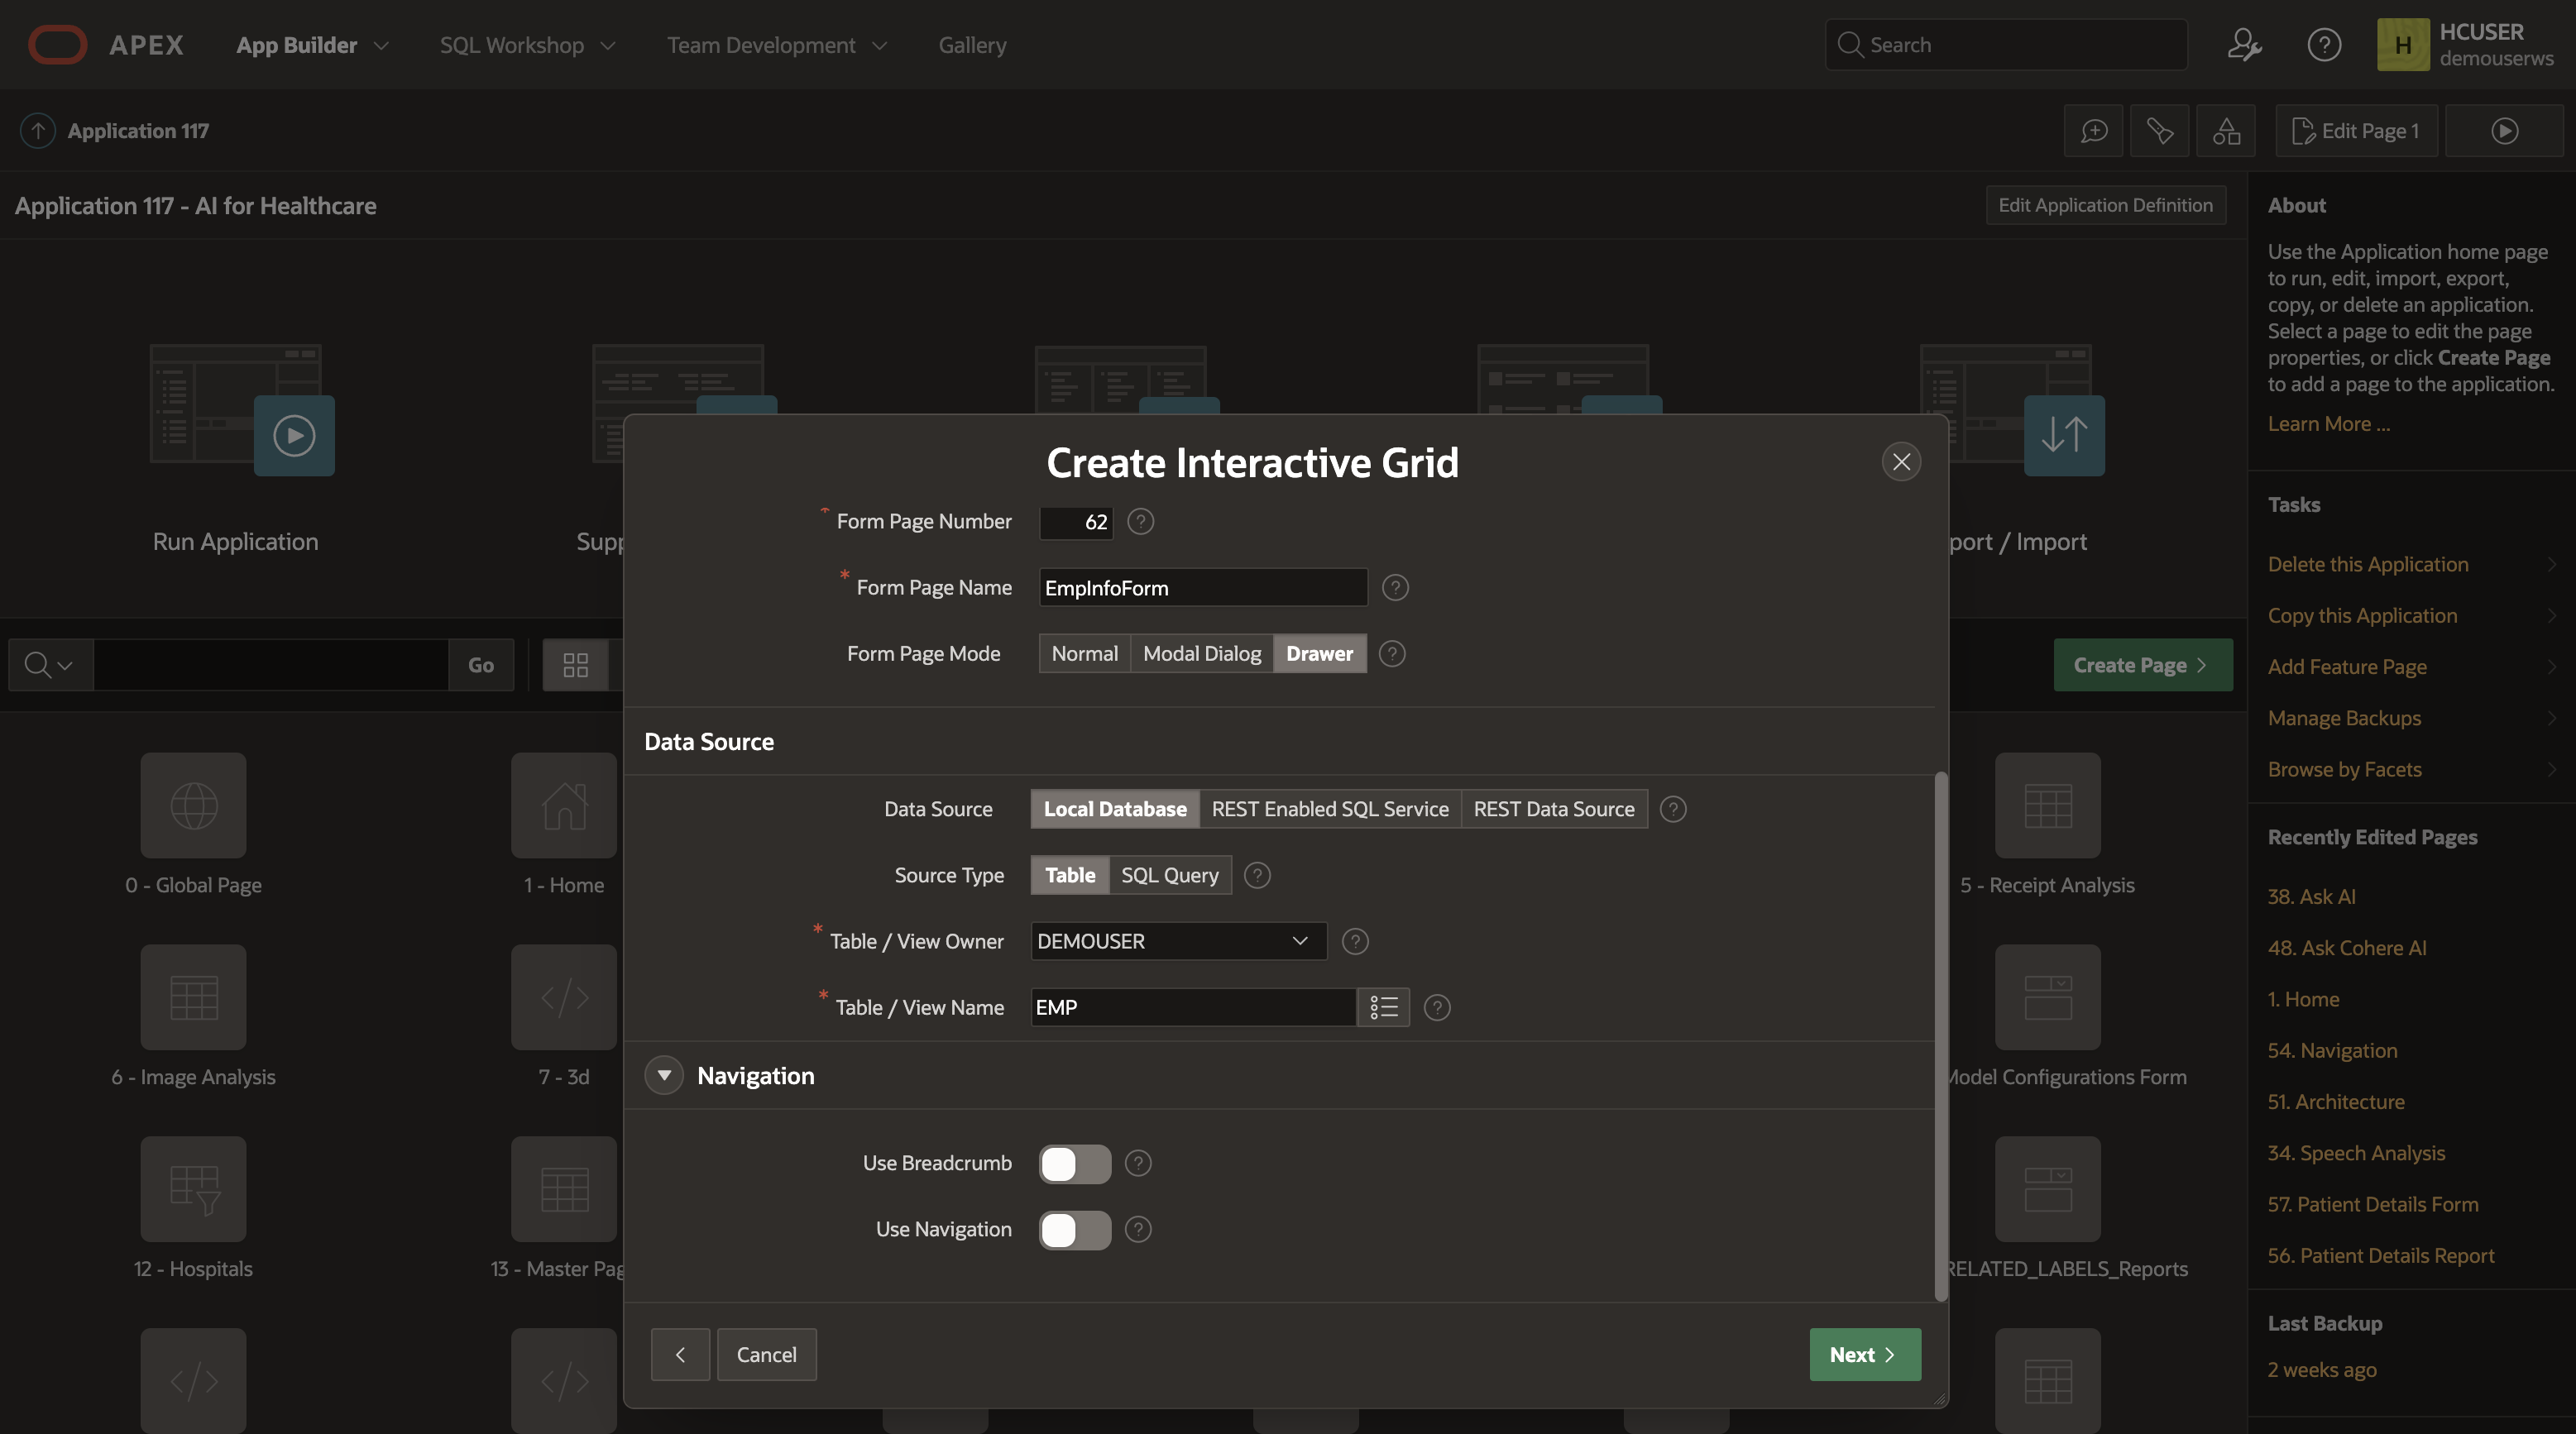 APEX
App Builder
SQL Workshop
Team Development
Gallery
Search
H
HCUSER
demouserws
Application 117
Edit Page 1
Application 117 - AI for Healthcare
Edit Application Definition
Run Application
Supp
port / Import
Go
Create Page
0 - Global Page
1 - Home
5 - Receipt Analysis
6 - Image Analysis
7 - 3d
Model Configurations Form
12 - Hospitals
13 - Master Pag
RELATED_LABELS_Reports
Create Interactive Grid
* Form Page Number 62 ?
* Form Page Name EmpInfoForm ?
Form Page Mode Normal Modal Dialog Drawer ?
Data Source
Data Source Local Database REST Enabled SQL Service REST Data Source ?
Source Type Table SQL Query ?
* Table / View Owner DEMOUSER ?
* Table / View Name EMP ?
Navigation
Use Breadcrumb ?
Use Navigation ?
Cancel
Next
About
Use the Application home page
to run, edit, import, export,
copy, or delete an application.
Select a page to edit the page
properties, or click Create Page
to add a page to the application.
Learn More ...
Tasks
Delete this Application
Copy this Application
Add Feature Page
Manage Backups
Browse by Facets
Recently Edited Pages
38. Ask AI
48. Ask Cohere AI
1. Home
54. Navigation
51. Architecture
34. Speech Analysis
57. Patient Details Form
56. Patient Details Report
Last Backup
2 weeks ago